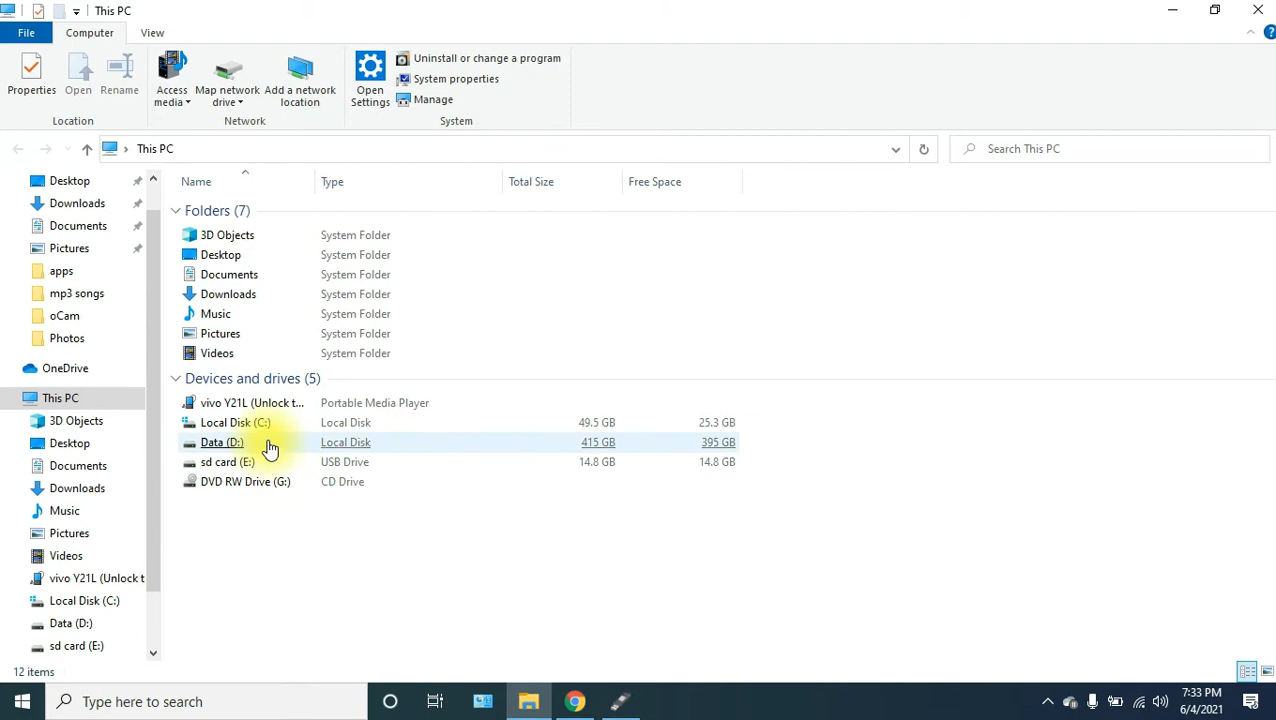 This PC
File Computer View
Properties Open Rename
Access media Map network drive Add a network location
Open Settings
Uninstall or change a program
System properties
Manage
Location Network System
This PC
Search This PC
Name Type Total Size Free Space
Folders (7)
3D Objects System Folder
Desktop System Folder
Documents System Folder
Downloads System Folder
Music System Folder
Pictures System Folder
Videos System Folder
Devices and drives (5)
vivo Y21L (Unlock t... Portable Media Player
Local Disk (C:) Local Disk 49.5 GB 25.3 GB
Data (D:) Local Disk 415 GB 395 GB
sd card (E:) USB Drive 14.8 GB 14.8 GB
DVD RW Drive (G:) CD Drive
Desktop
Downloads
Documents
Pictures
apps
mp3 songs
oCam
Photos
OneDrive
This PC
3D Objects
Desktop
Documents
Downloads
Music
Pictures
Videos
vivo Y21L (Unlock t
Local Disk (C:)
Data (D:)
sd card (E:)
12 items
Type here to search
7:33 PM
6/4/2021